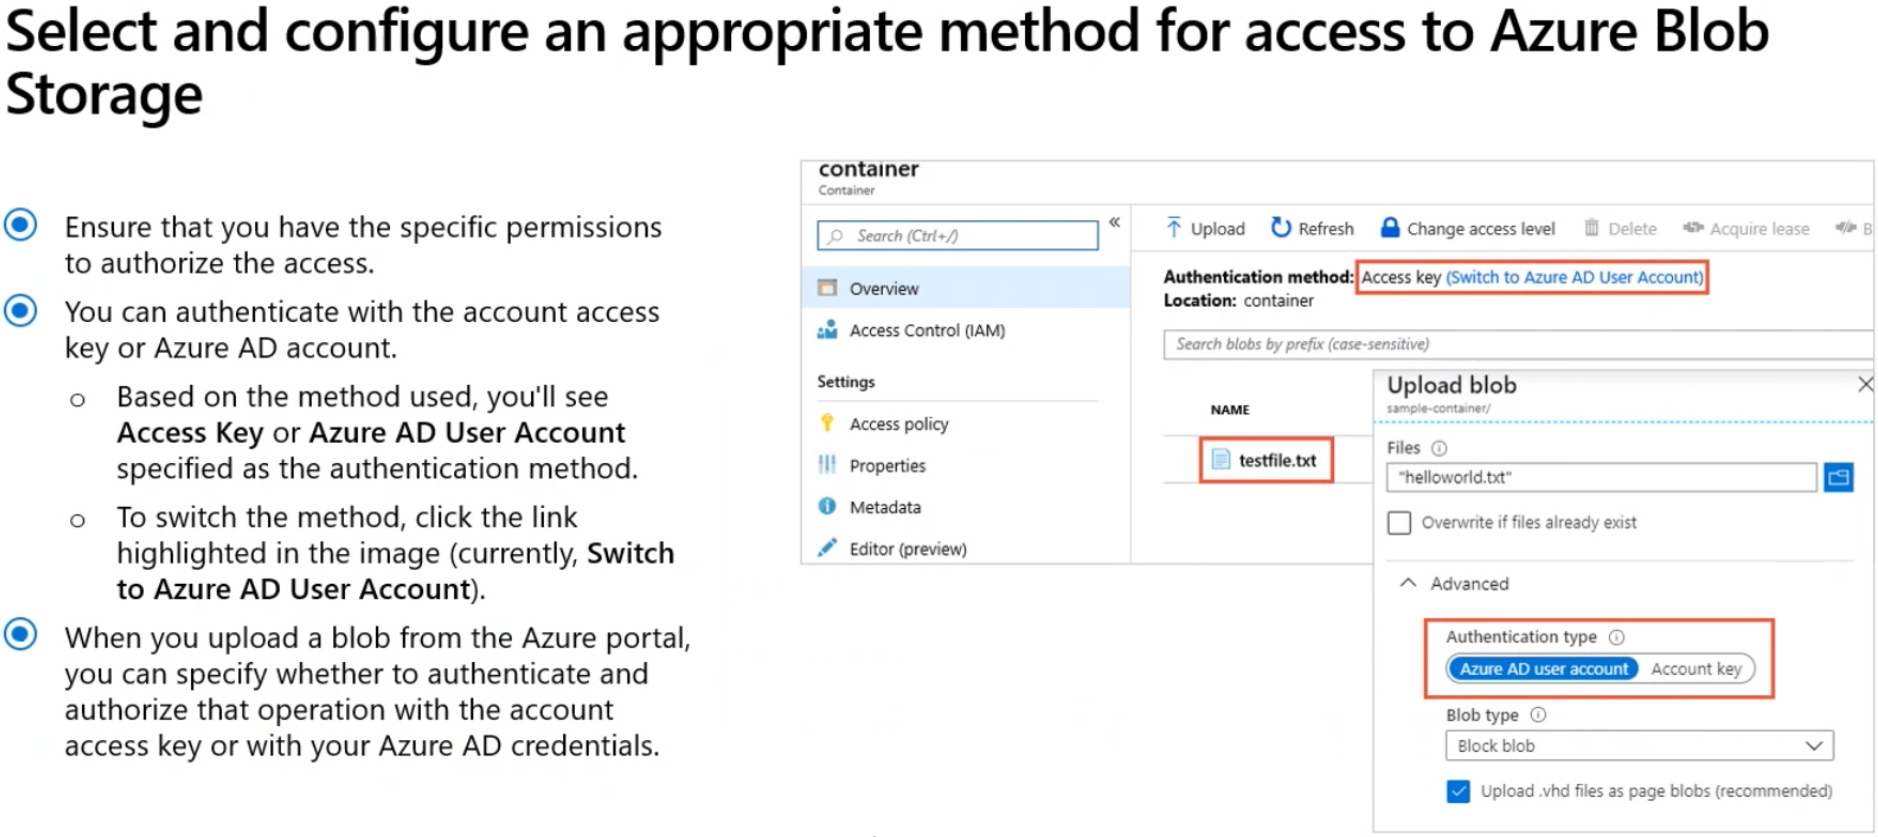 Select and configure an appropriate method for access to Azure Blob
Storage
Ensure that you have the specific permissions
to authorize the access.
You can authenticate with the account access
key or Azure AD account.
o Based on the method used, you'll see
Access Key or Azure AD User Account
specified as the authentication method.
o To switch the method, click the link
highlighted in the image (currently, Switch
to Azure AD User Account).
When you upload a blob from the Azure portal,
you can specify whether to authenticate and
authorize that operation with the account
access key or with your Azure AD credentials.
container
Container
Search (Ctrl+/)
«
Overview
Access Control (IAM)
Settings
Access policy
Properties
Metadata
Editor (preview)
Upload Refresh Change access level Delete Acquire lease B
Authentication method: Access key (Switch to Azure AD User Account)
Location: container
Search blobs by prefix (case-sensitive)
NAME
testfile.txt
Upload blob
sample-container/
Files
"helloworld.txt"
Overwrite if files already exist
Advanced
Authentication type
Azure AD user account Account key
Blob type
Block blob
Upload .vhd files as page blobs (recommended)